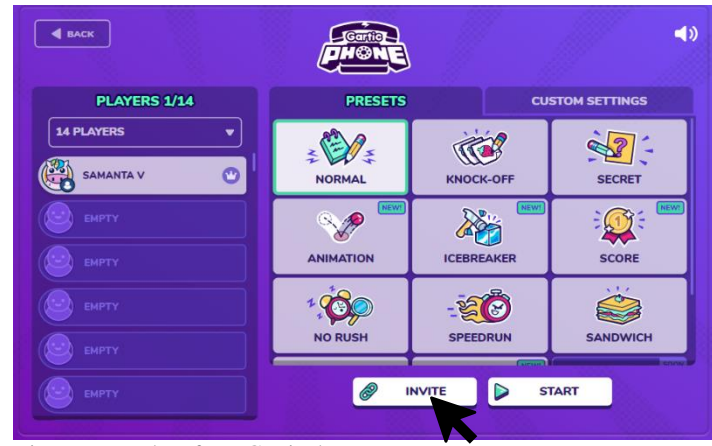 BACK
Gartic
PHONE
PLAYERS 1/14
14 PLAYERS
SAMANTA V
EMPTY
EMPTY
EMPTY
EMPTY
EMPTY
PRESETS
CUSTOM SETTINGS
NORMAL
KNOCK-OFF
SECRET
NEW!
ANIMATION
NEW!
ICEBREAKER
NEW!
SCORE
NO RUSH
SPEEDRUN
SANDWICH
INVITE
START